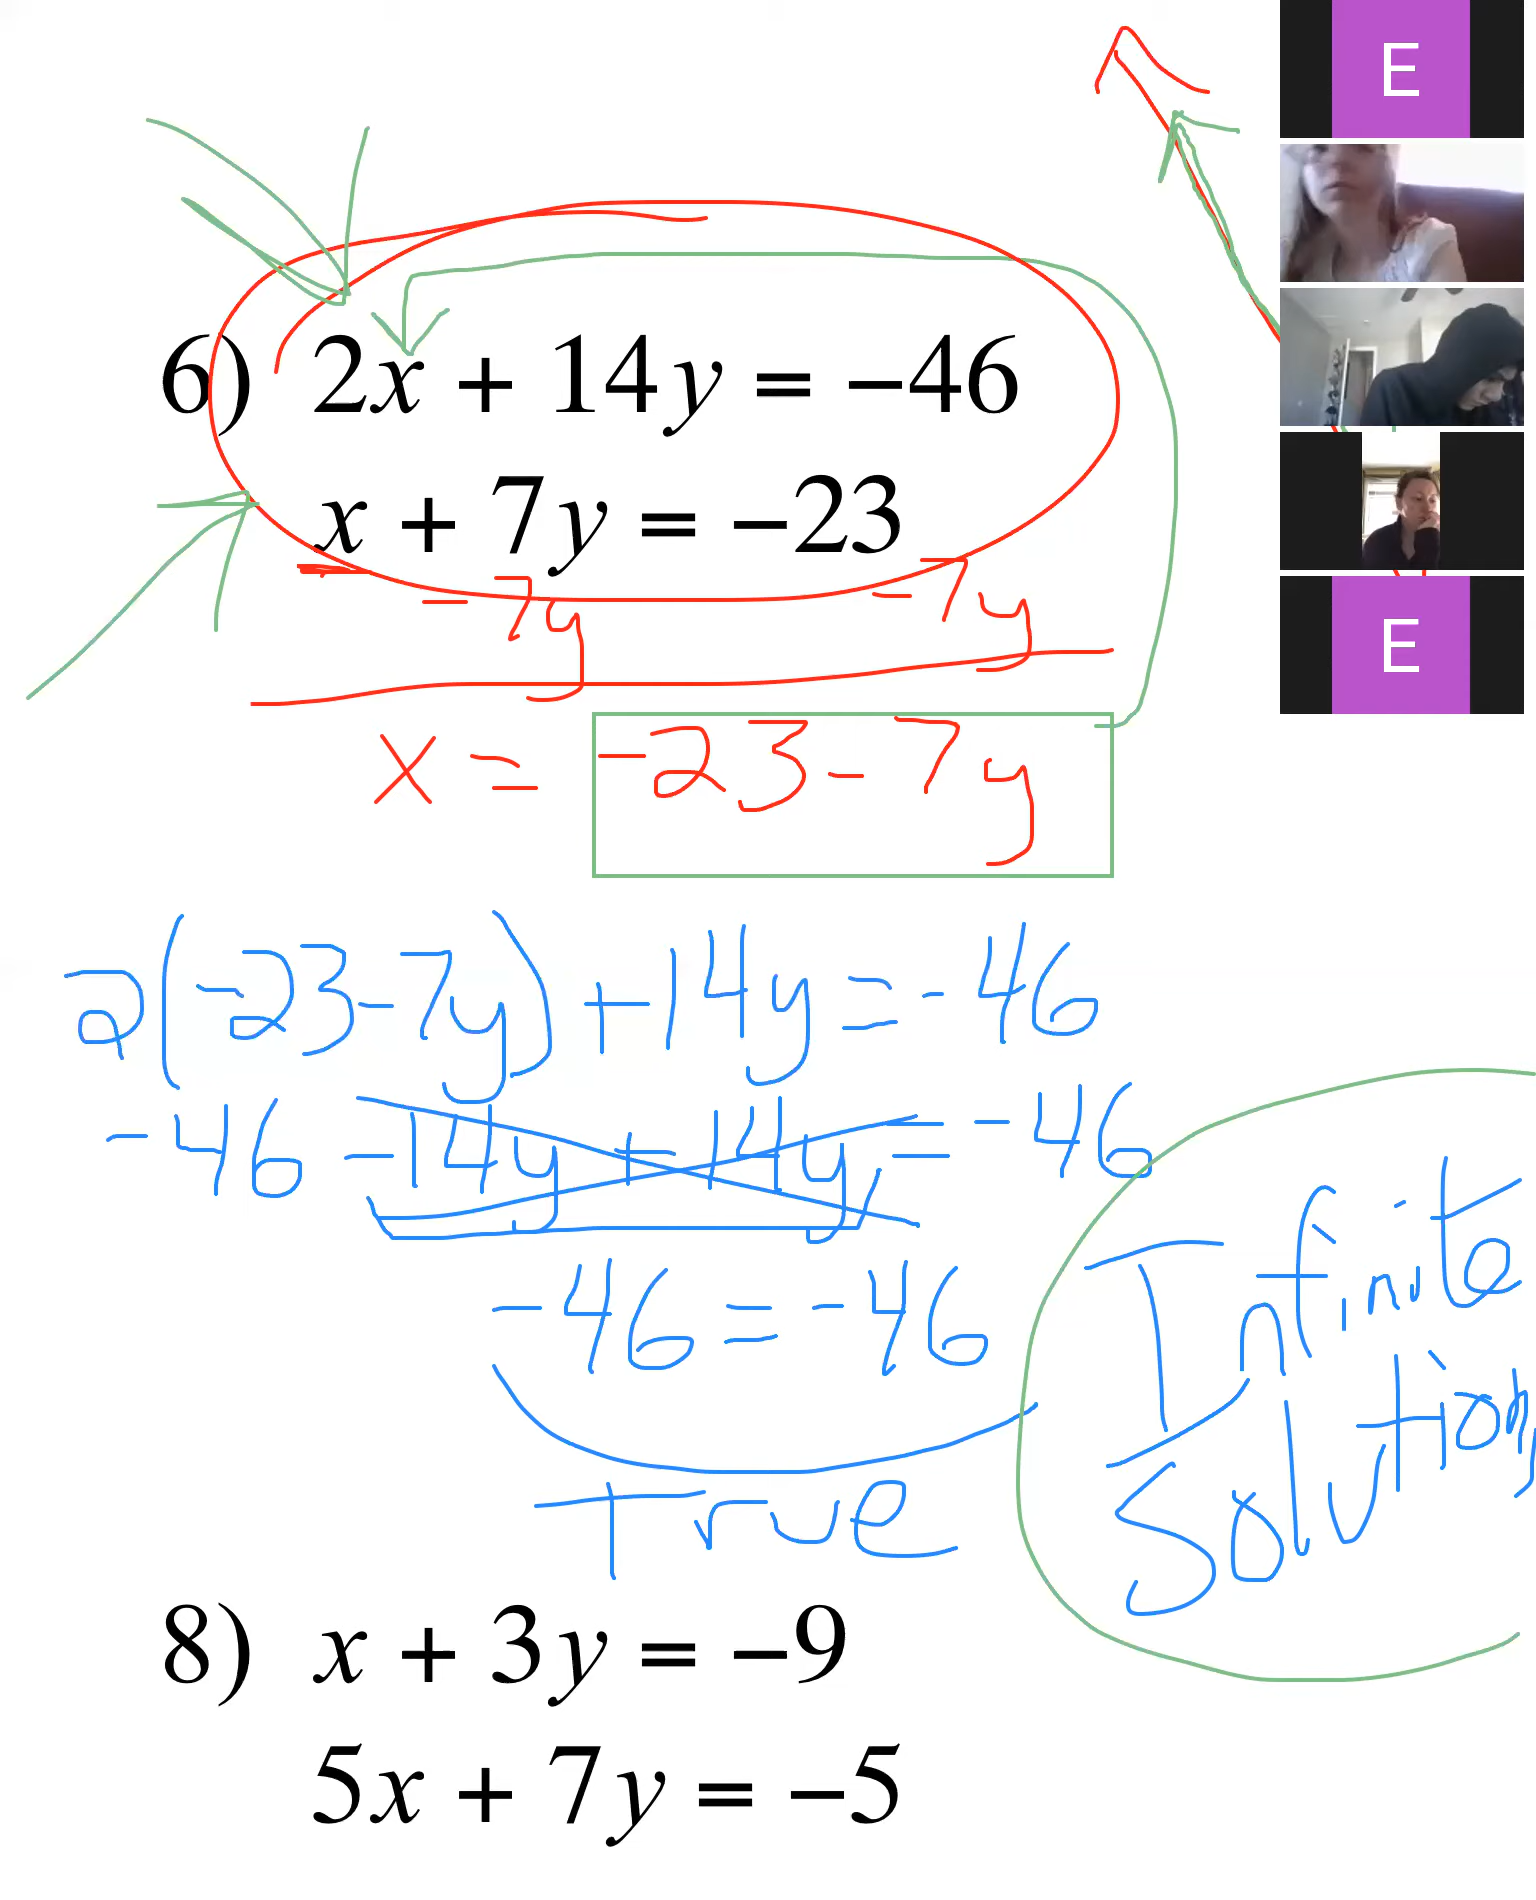 E
6) 2x + 14y = −46
x + 7y = −23
−7y −7y
x = −23−7y
E
2(−23−7y)+14y=−46
−46−14y+14y=−46
−46=−46
True
Infinite
Solutions
8) x + 3y = −9
5x + 7y = −5